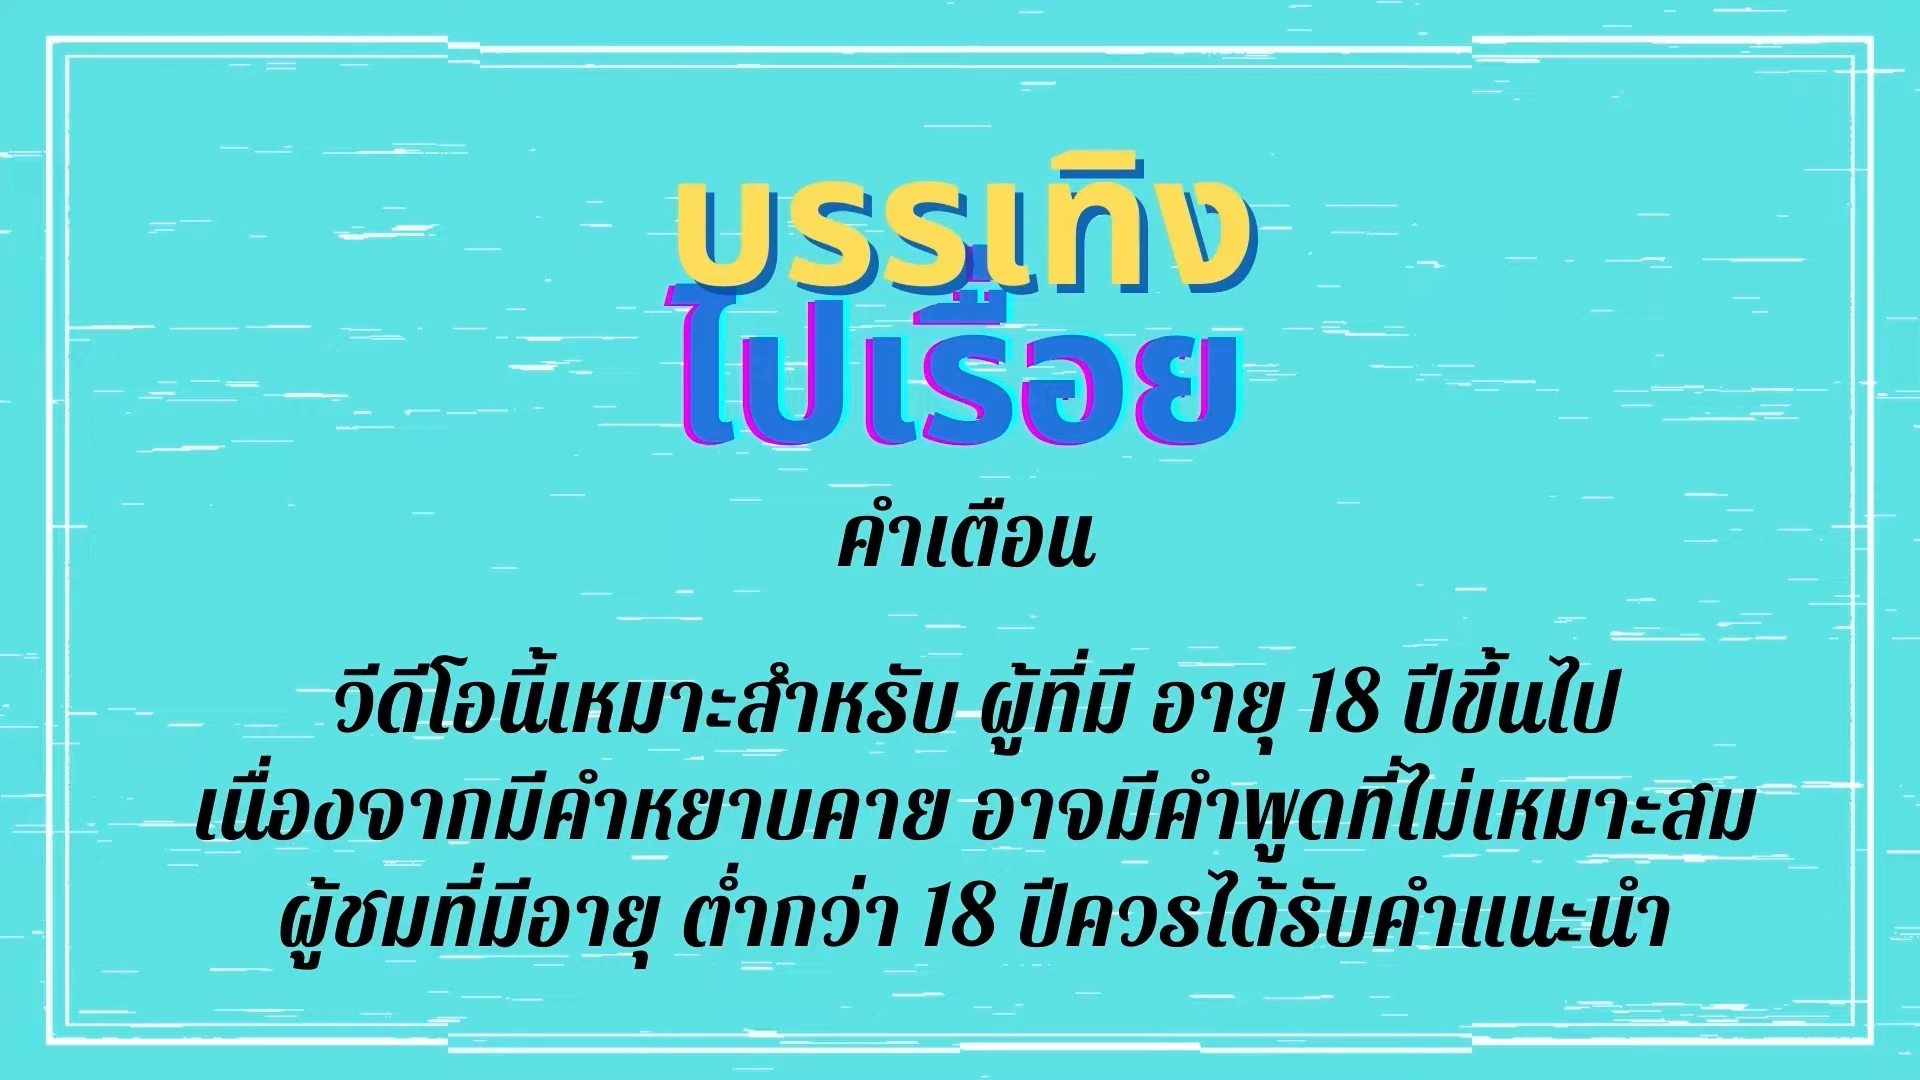 บรรเทิง
ไปเรื่อย
คำเตือน
วีดีโอนี้เหมาะสำหรับ ผู้ที่มี อายุ 18 ปีขึ้นไป
เนื่องจากมีคำหยาบคาย อาจมีคำพูดที่ไม่เหมาะสม
ผู้ชมที่มีอายุ ต่ำกว่า 18 ปีควรได้รับคำแนะนำ